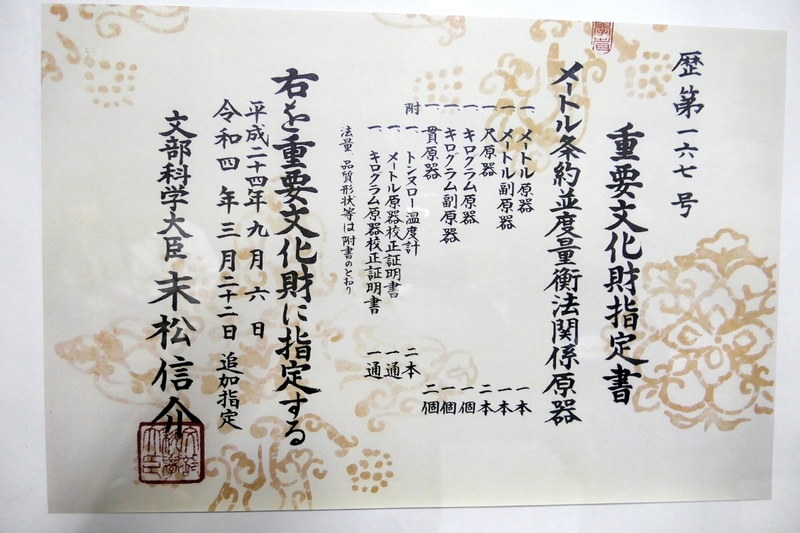 歴第一六七号
重要文化財指定書
メートル条約並度量衡法関係原器
一、メートル原器 一本
一、メートル副原器 一本
一、尺原器 二本
一、キログラム原器 一個
一、キログラム副原器 一個
一、貫原器 二個
附 一、トンネロー温度計 二本
一、メートル原器校正証明書 一通
一、キログラム原器校正証明書 一通
法量、品質形状等は附書のとおり
右を重要文化財に指定する
平成二十四年九月六日
令和四年三月二十二日 追加指定
文部科学大臣 末松信介